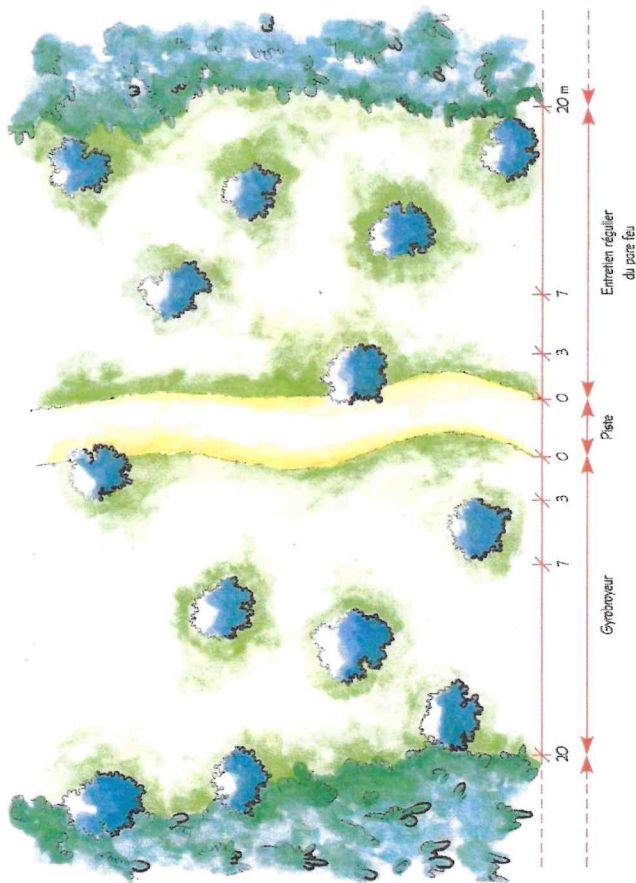 20
7
3
0
0
3
7
20 m
Gyrobroyeur
Piste
Entretien régulier
du pare feu